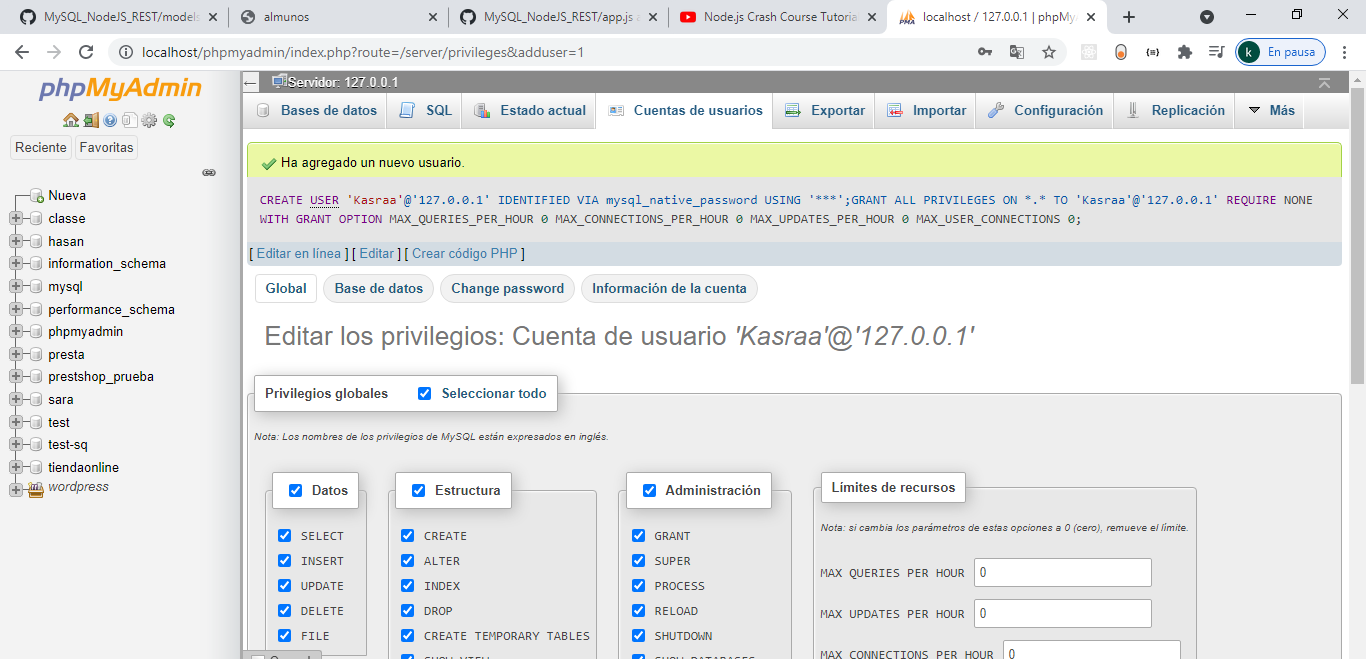 MySQL_NodeJS_REST/models
almunos
MySQL_NodeJS_REST/app.js a
Node.js Crash Course Tutorial
localhost / 127.0.0.1 | phpMy
localhost/phpmyadmin/index.php?route=/server/privileges&adduser=1
k En pausa
phpMyAdmin
Reciente Favoritas
Nueva
classe
hasan
information_schema
mysql
performance_schema
phpmyadmin
presta
prestshop_prueba
sara
test
test-sq
tiendaonline
wordpress
Servidor: 127.0.0.1
Bases de datos SQL Estado actual Cuentas de usuarios Exportar Importar Configuración Replicación Más
Ha agregado un nuevo usuario.
CREATE USER 'Kasraa'@'127.0.0.1' IDENTIFIED VIA mysql_native_password USING '***';GRANT ALL PRIVILEGES ON *.* TO 'Kasraa'@'127.0.0.1' REQUIRE NONE
WITH GRANT OPTION MAX_QUERIES_PER_HOUR 0 MAX_CONNECTIONS_PER_HOUR 0 MAX_UPDATES_PER_HOUR 0 MAX_USER_CONNECTIONS 0;
[ Editar en línea ] [ Editar ] [ Crear código PHP ]
Global Base de datos Change password Información de la cuenta
Editar los privilegios: Cuenta de usuario 'Kasraa'@'127.0.0.1'
Privilegios globales Seleccionar todo
Nota: Los nombres de los privilegios de MySQL están expresados en inglés.
Datos
SELECT
INSERT
UPDATE
DELETE
FILE
Estructura
CREATE
ALTER
INDEX
DROP
CREATE TEMPORARY TABLES
SHOW VIEW
Administración
GRANT
SUPER
PROCESS
RELOAD
SHUTDOWN
SHOW DATABASES
Límites de recursos
Nota: si cambia los parámetros de estas opciones a 0 (cero), remueve el límite.
MAX QUERIES PER HOUR 0
MAX UPDATES PER HOUR 0
MAX CONNECTIONS PER HOUR 0